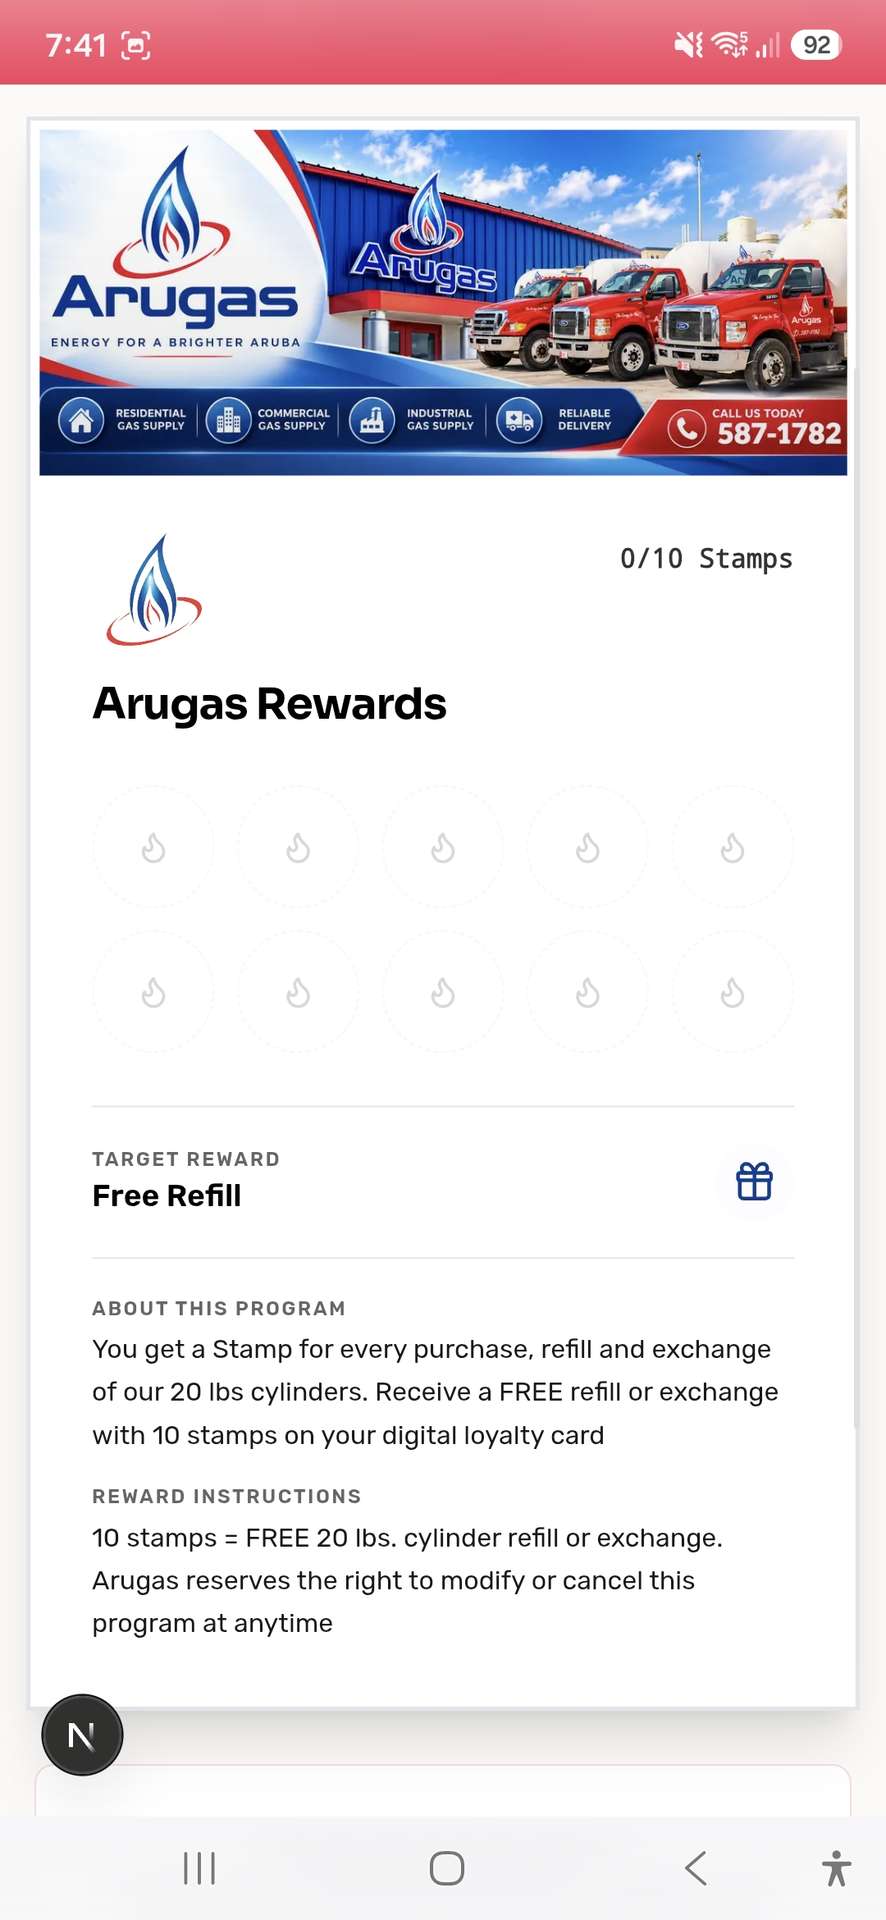 7:41
5
92
Arugas
ENERGY FOR A BRIGHTER ARUBA
Arugas
Arugas
RESIDENTIAL
GAS SUPPLY
COMMERCIAL
GAS SUPPLY
INDUSTRIAL
GAS SUPPLY
RELIABLE
DELIVERY
CALL US TODAY
587-1782
0/10 Stamps
Arugas Rewards
TARGET REWARD
Free Refill
ABOUT THIS PROGRAM
You get a Stamp for every purchase, refill and exchange
of our 20 lbs cylinders. Receive a FREE refill or exchange
with 10 stamps on your digital loyalty card
REWARD INSTRUCTIONS
10 stamps = FREE 20 lbs. cylinder refill or exchange.
Arugas reserves the right to modify or cancel this
program at anytime
N